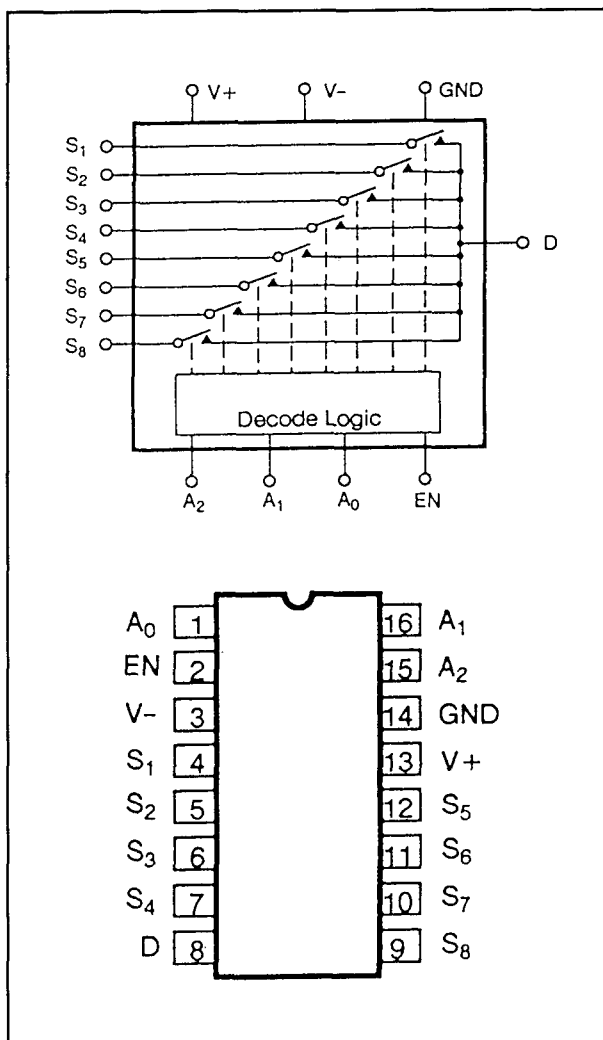 V+ V- GND
S₁
S₂
S₃
S₄
D
S₅
S₆
S₇
S₈
Decode Logic
A₂ A₁ A₀ EN
A₀ 1 16 A₁
EN 2 15 A₂
V- 3 14 GND
S₁ 4 13 V+
S₂ 5 12 S₅
S₃ 6 11 S₆
S₄ 7 10 S₇
D 8 9 S₈